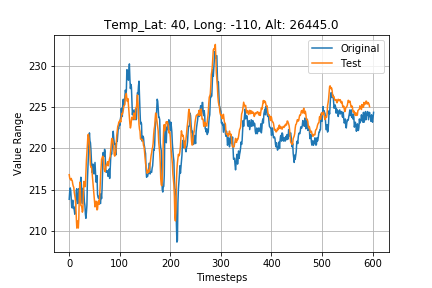 Temp_Lat: 40, Long: -110, Alt: 26445.0
Original
Test
Value Range
230
225
220
215
210
0 100 200 300 400 500 600
Timesteps